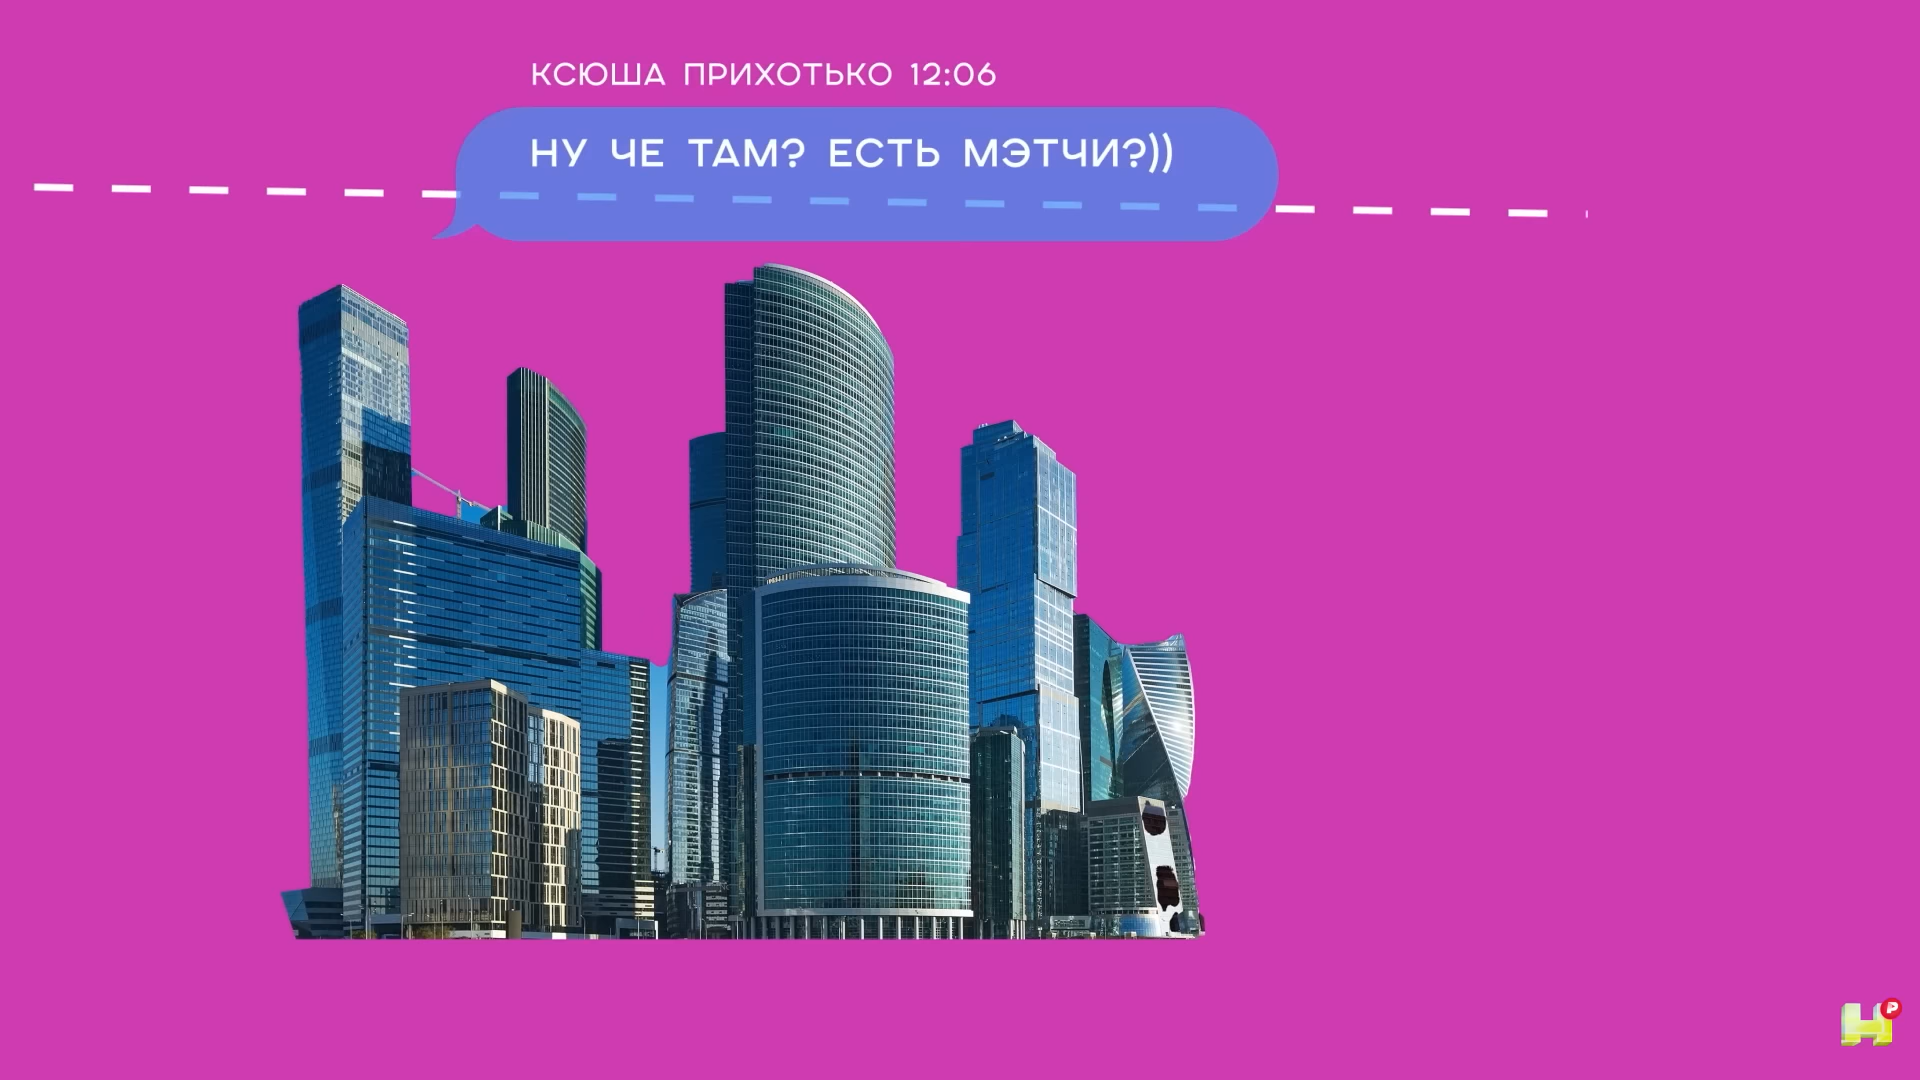 КСЮША ПРИХОТЬКО 12:06
НУ ЧЕ ТАМ? ЕСТЬ МЭТЧИ?))
Н
P